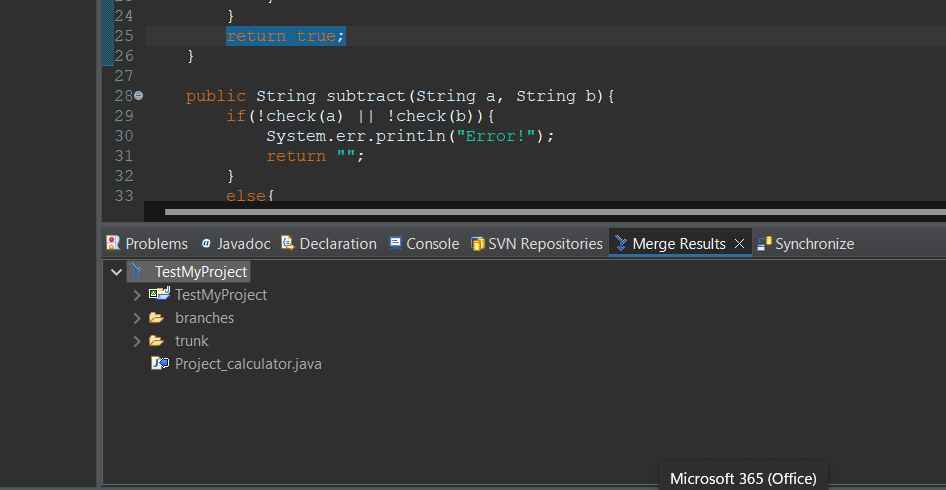 24 }
25 return true;
26 }
27
28 public String subtract(String a, String b){
29 if(!check(a) || !check(b)){
30 System.err.println("Error!");
31 return "";
32 }
33 else{
Problems @ Javadoc Declaration Console SVN Repositories Merge Results × Synchronize
TestMyProject
TestMyProject
branches
trunk
Project_calculator.java
Microsoft 365 (Office)